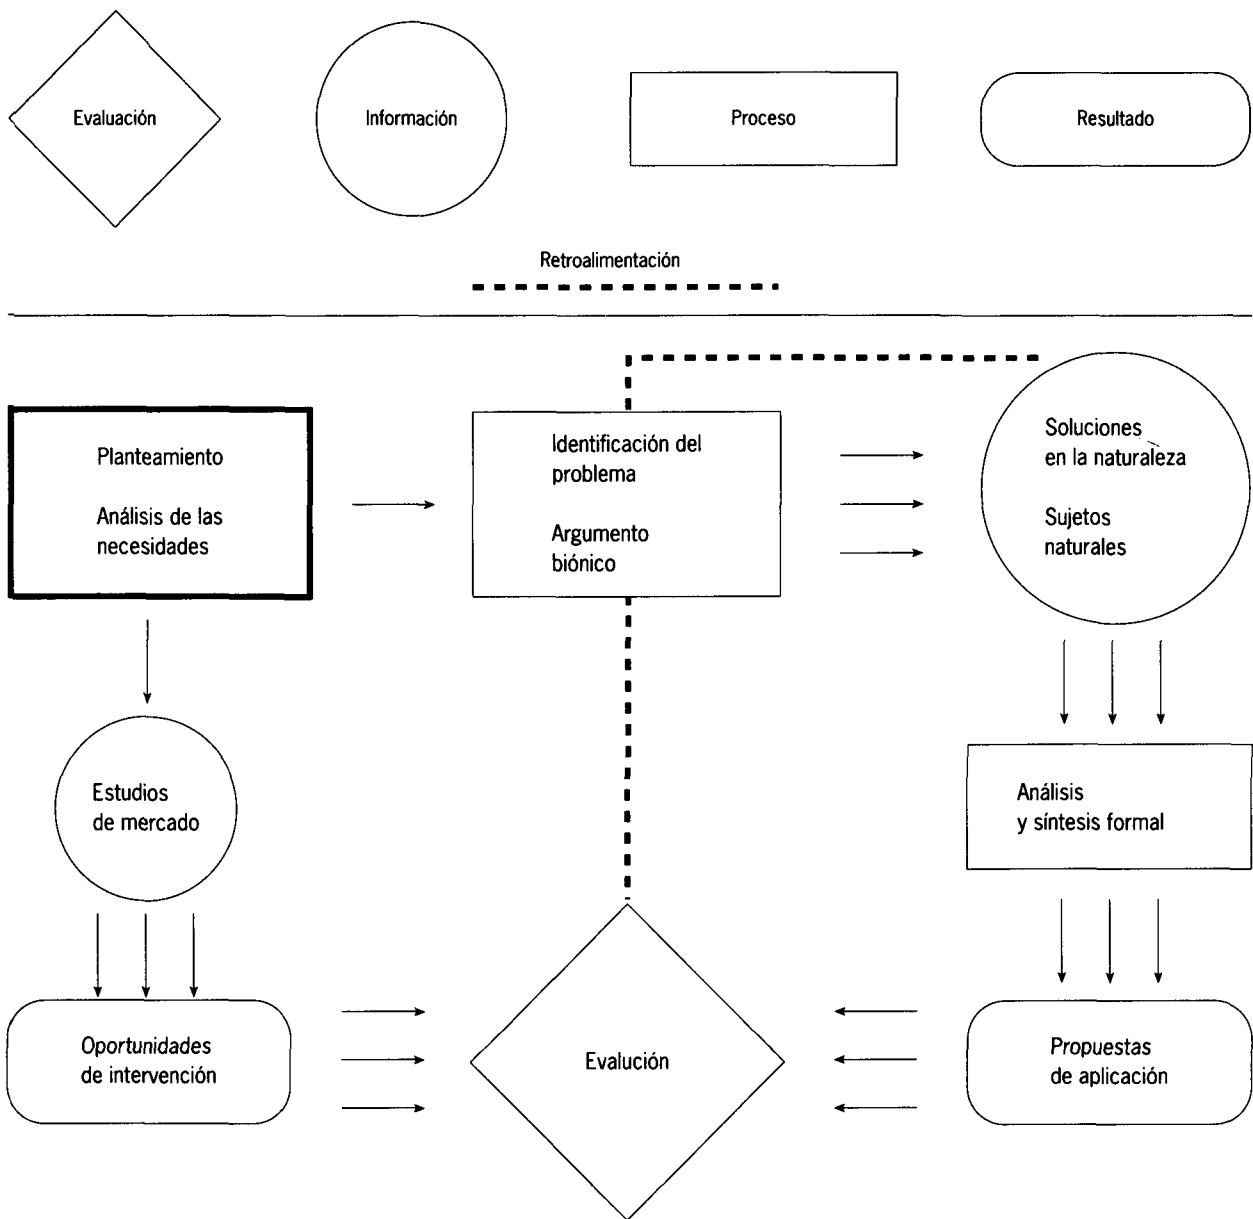 Evaluación
Información
Proceso
Resultado
Retroalimentación
Planteamiento
Análisis de las
necesidades
Identificación del
problema
Argumento
biónico
Soluciones
en la naturaleza
Sujetos
naturales
Estudios
de mercado
Análisis
y síntesis formal
Oportunidades
de intervención
Evalución
Propuestas
de aplicación